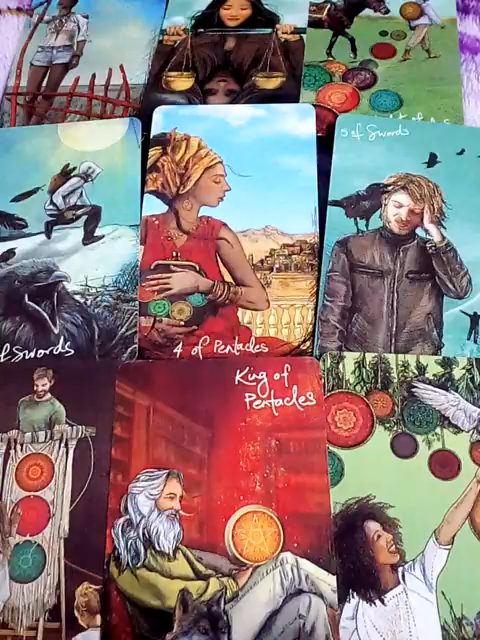 5 of Swords
of Swords
4 of Pentacles
King of
Pentacles